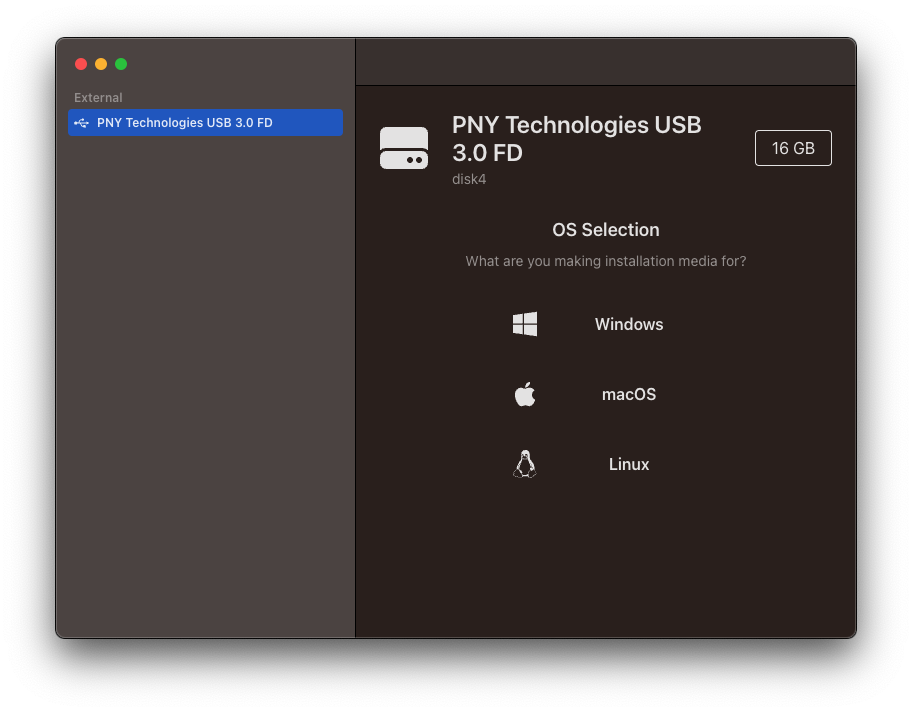 External
PNY Technologies USB 3.0 FD
PNY Technologies USB
3.0 FD
disk4
16 GB
OS Selection
What are you making installation media for?
Windows
macOS
Linux